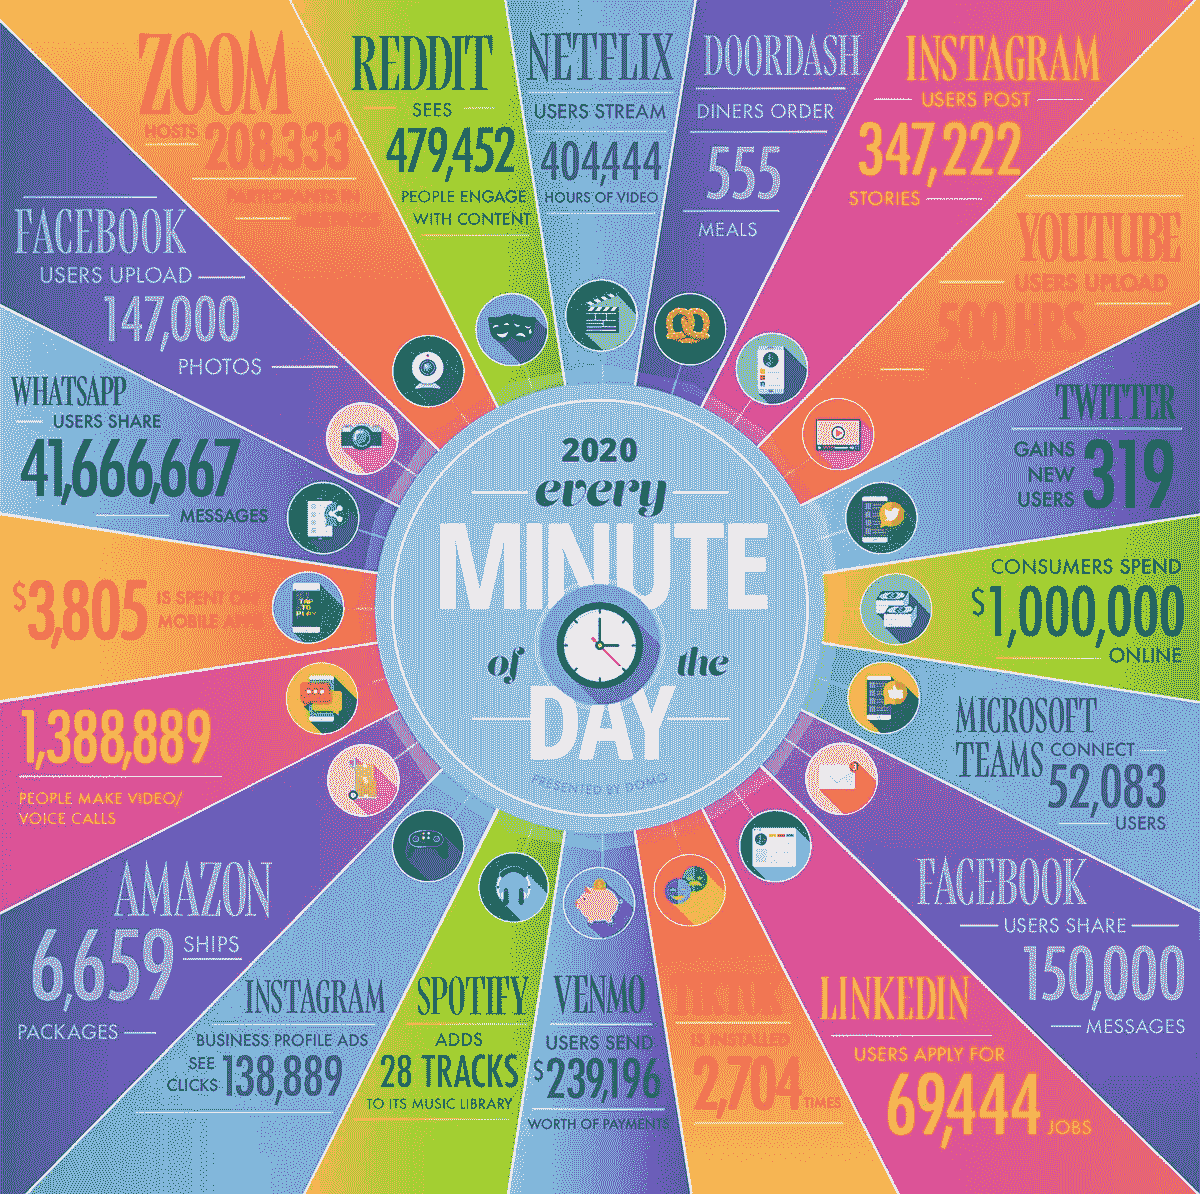 ZOOM
HOSTS 208,333
PARTICIPANTS IN
REDDIT
SEES
479,452
PEOPLE ENGAGE
WITH CONTENT
NETFLIX
USERS STREAM
404,444
HOURS OF VIDEO
DOORDASH
DINERS ORDER
555
MEALS
INSTAGRAM
USERS POST
347,222
STORIES
YOUTUBE
USERS UPLOAD
500 HRS
TWITTER
GAINS
NEW
USERS 319
CONSUMERS SPEND
$1,000,000
ONLINE
MICROSOFT
TEAMS CONNECT
52,083
USERS
FACEBOOK
USERS SHARE
150,000
MESSAGES
LINKEDIN
USERS APPLY FOR
69,444
JOBS
IS INSTALLED
2,704 TIMES
VENMO
USERS SEND
$239,196
WORTH OF PAYMENTS
SPOTIFY
ADDS
28 TRACKS
TO ITS MUSIC LIBRARY
INSTAGRAM
BUSINESS PROFILE ADS
SEE
CLICKS 138,889
AMAZON
6,659 SHIPS
PACKAGES
1,388,889
PEOPLE MAKE VIDEO/
VOICE CALLS
$3,805 IS SPENT ON
MOBILE APPS
WHATSAPP
USERS SHARE
41,666,667
MESSAGES
FACEBOOK
USERS UPLOAD
147,000
PHOTOS
TAP
TO
PLAY
2020
every
MINUTE
of the
DAY
PRESENTED BY DOMO